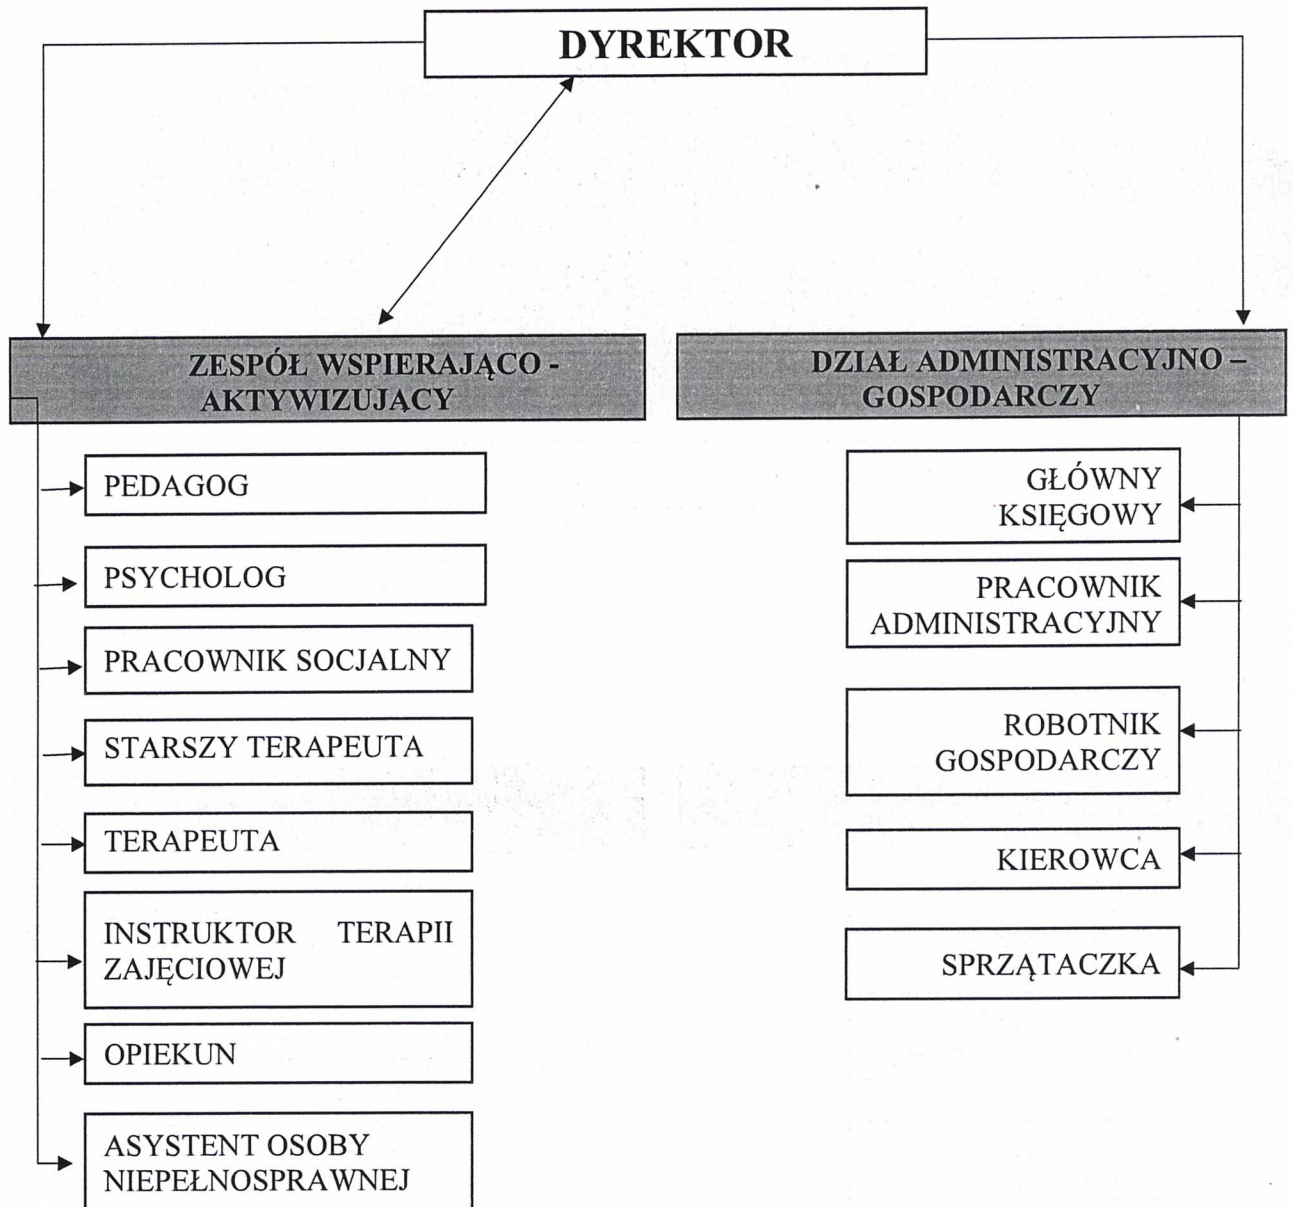 DYREKTOR
ZESPÓŁ WSPIERAJĄCO -
AKTYWIZUJĄCY
PEDAGOG
PSYCHOLOG
PRACOWNIK SOCJALNY
STARSZY TERAPEUTA
TERAPEUTA
INSTRUKTOR TERAPII
ZAJĘCIOWEJ
OPIEKUN
ASYSTENT OSOBY
NIEPEŁNOSPRAWNEJ
DZIAŁ ADMINISTRACYJNO –
GOSPODARCZY
GŁÓWNY
KSIĘGOWY
PRACOWNIK
ADMINISTRACYJNY
ROBOTNIK
GOSPODARCZY
KIEROWCA
SPRZĄTACZKA